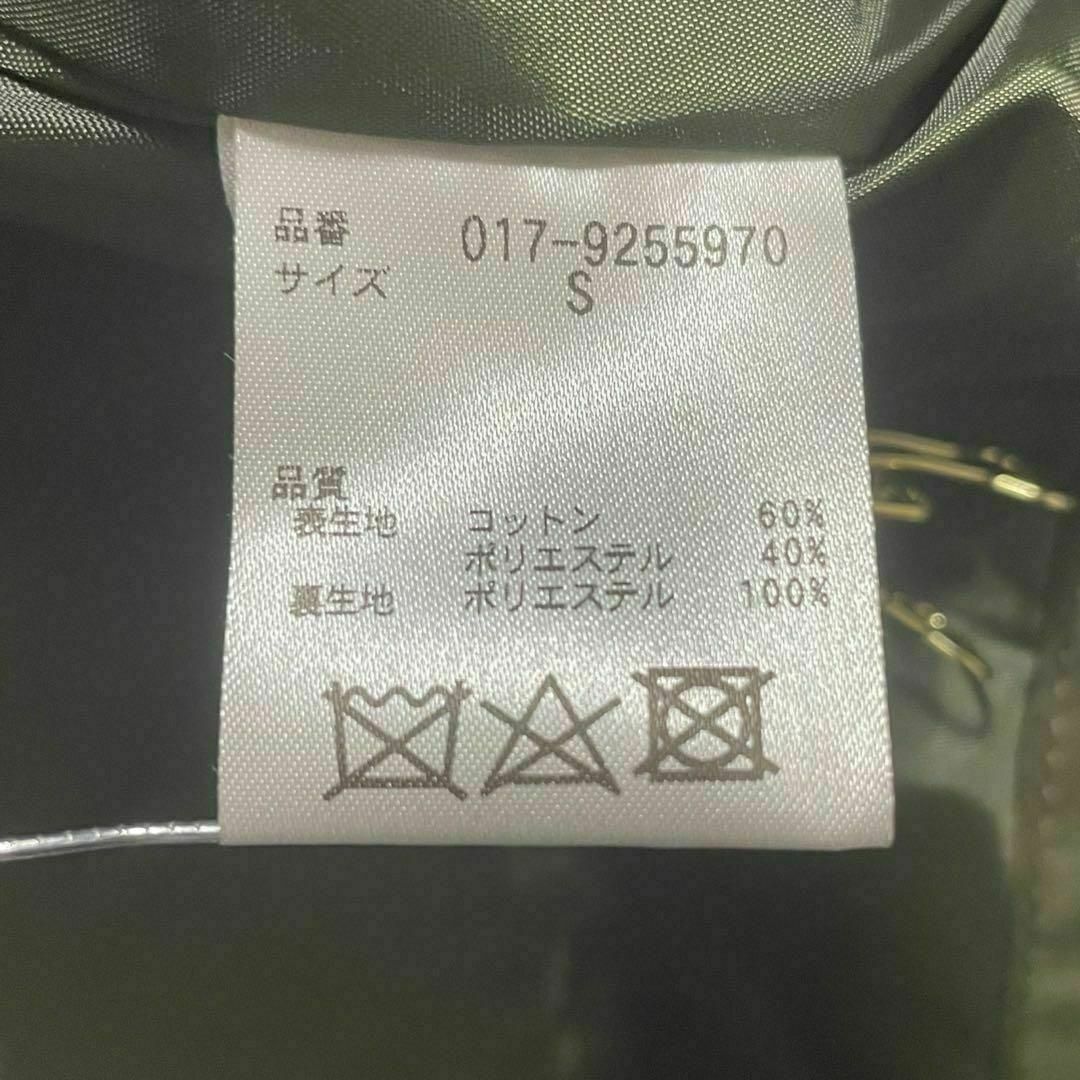 品番 017-9255970
サイズ S
品質
表生地 コットン 60%
ポリエステル 40%
裏生地 ポリエステル 100%